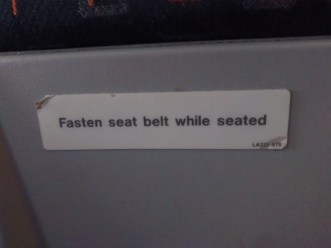 Fasten seat belt while seated